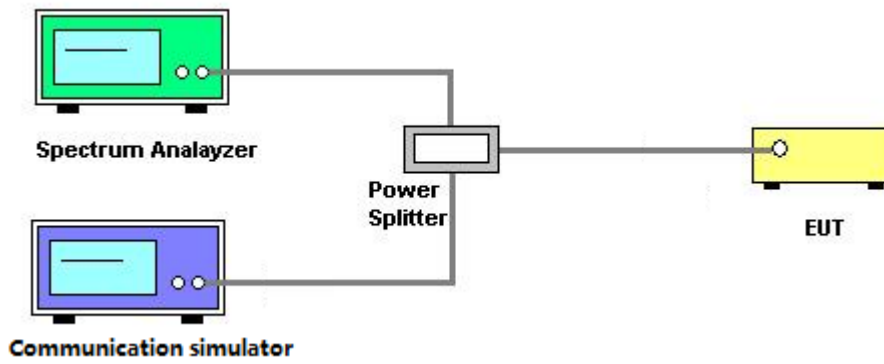 Spectrum Analayzer
Power
Splitter
EUT
Communication simulator